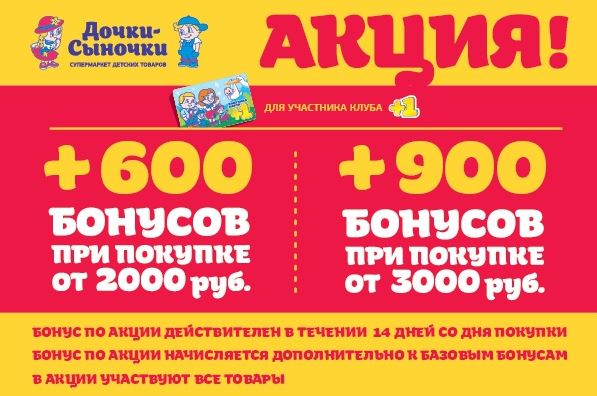 Дочки-
Сыночки
СУПЕРМАРКЕТ ДЕТСКИХ ТОВАРОВ
АКЦИЯ!
ДЛЯ УЧАСТНИКА КЛУБА +1
+600
БОНУСОВ
ПРИ ПОКУПКЕ
ОТ 2000 руб.
+900
БОНУСОВ
ПРИ ПОКУПКЕ
ОТ 3000 руб.
БОНУС ПО АКЦИИ ДЕЙСТВИТЕЛЕН В ТЕЧЕНИИ 14 ДНЕЙ СО ДНЯ ПОКУПКИ
БОНУС ПО АКЦИИ НАЧИСЛЯЕТСЯ ДОПОЛНИТЕЛЬНО К БАЗОВЫМ БОНУСАМ
В АКЦИИ УЧАСТВУЮТ ВСЕ ТОВАРЫ